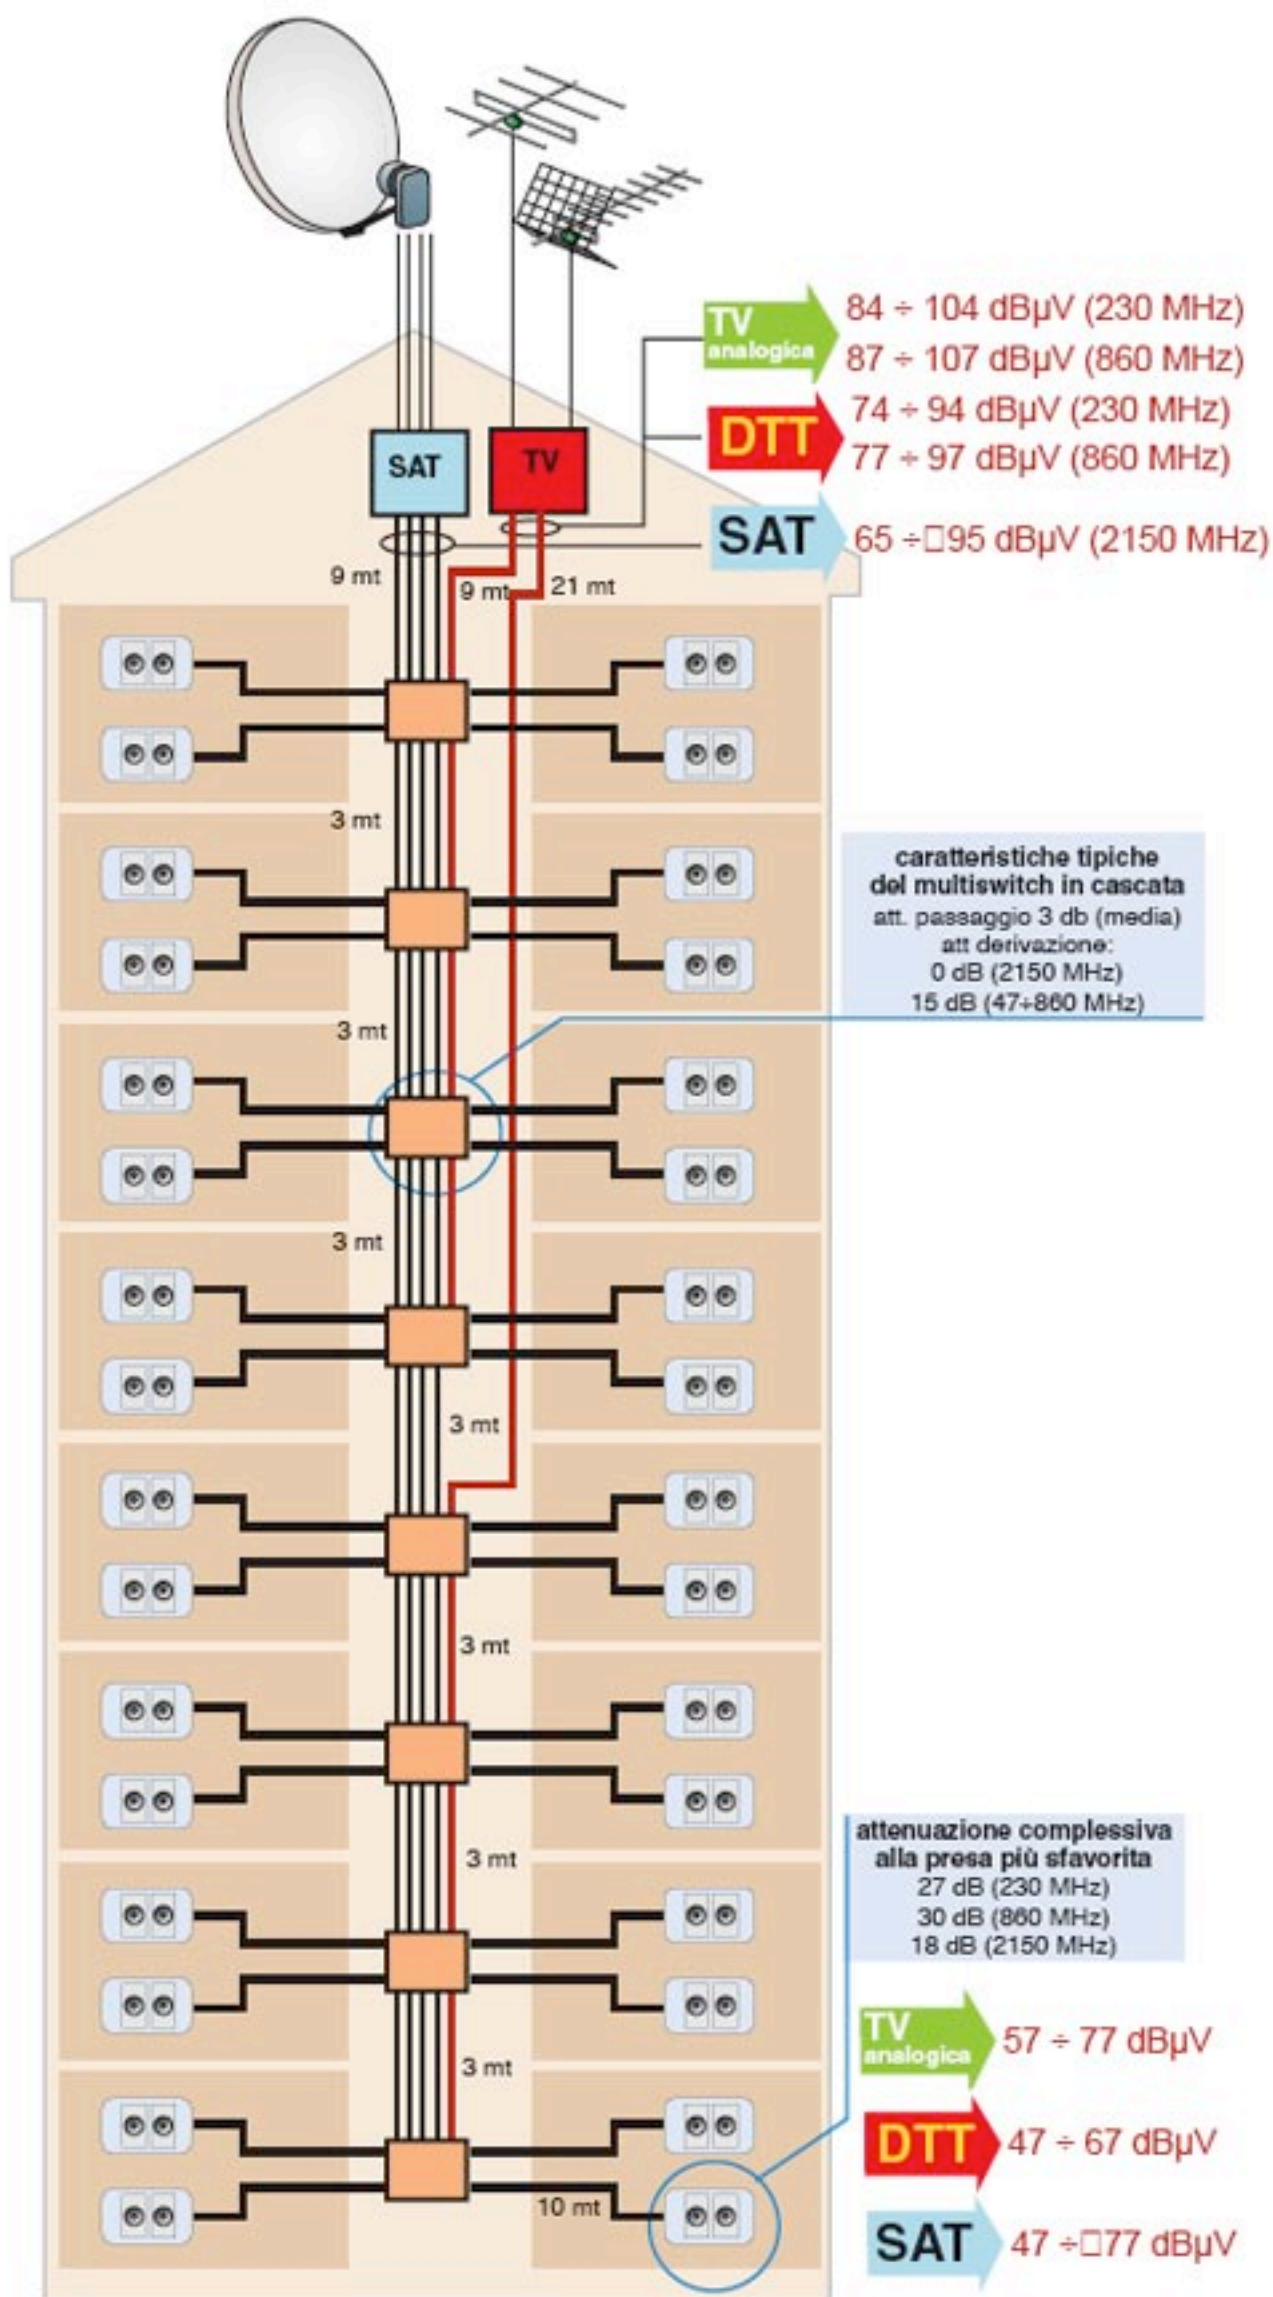 TV
analogica
84 ÷ 104 dBµV (230 MHz)
87 ÷ 107 dBµV (860 MHz)
DTT
74 ÷ 94 dBµV (230 MHz)
77 ÷ 97 dBµV (860 MHz)
SAT
TV
SAT
65 ÷□95 dBµV (2150 MHz)
9 mt
9 mt
21 mt
3 mt
caratteristiche tipiche
del multiswitch in cascata
att. passaggio 3 db (media)
att derivazione:
0 dB (2150 MHz)
15 dB (47÷860 MHz)
3 mt
3 mt
3 mt
3 mt
3 mt
attenuazione complessiva
alla presa più sfavorita
27 dB (230 MHz)
30 dB (860 MHz)
18 dB (2150 MHz)
TV
analogica
57 ÷ 77 dBµV
3 mt
DTT
47 ÷ 67 dBµV
10 mt
SAT
47 ÷□77 dBµV